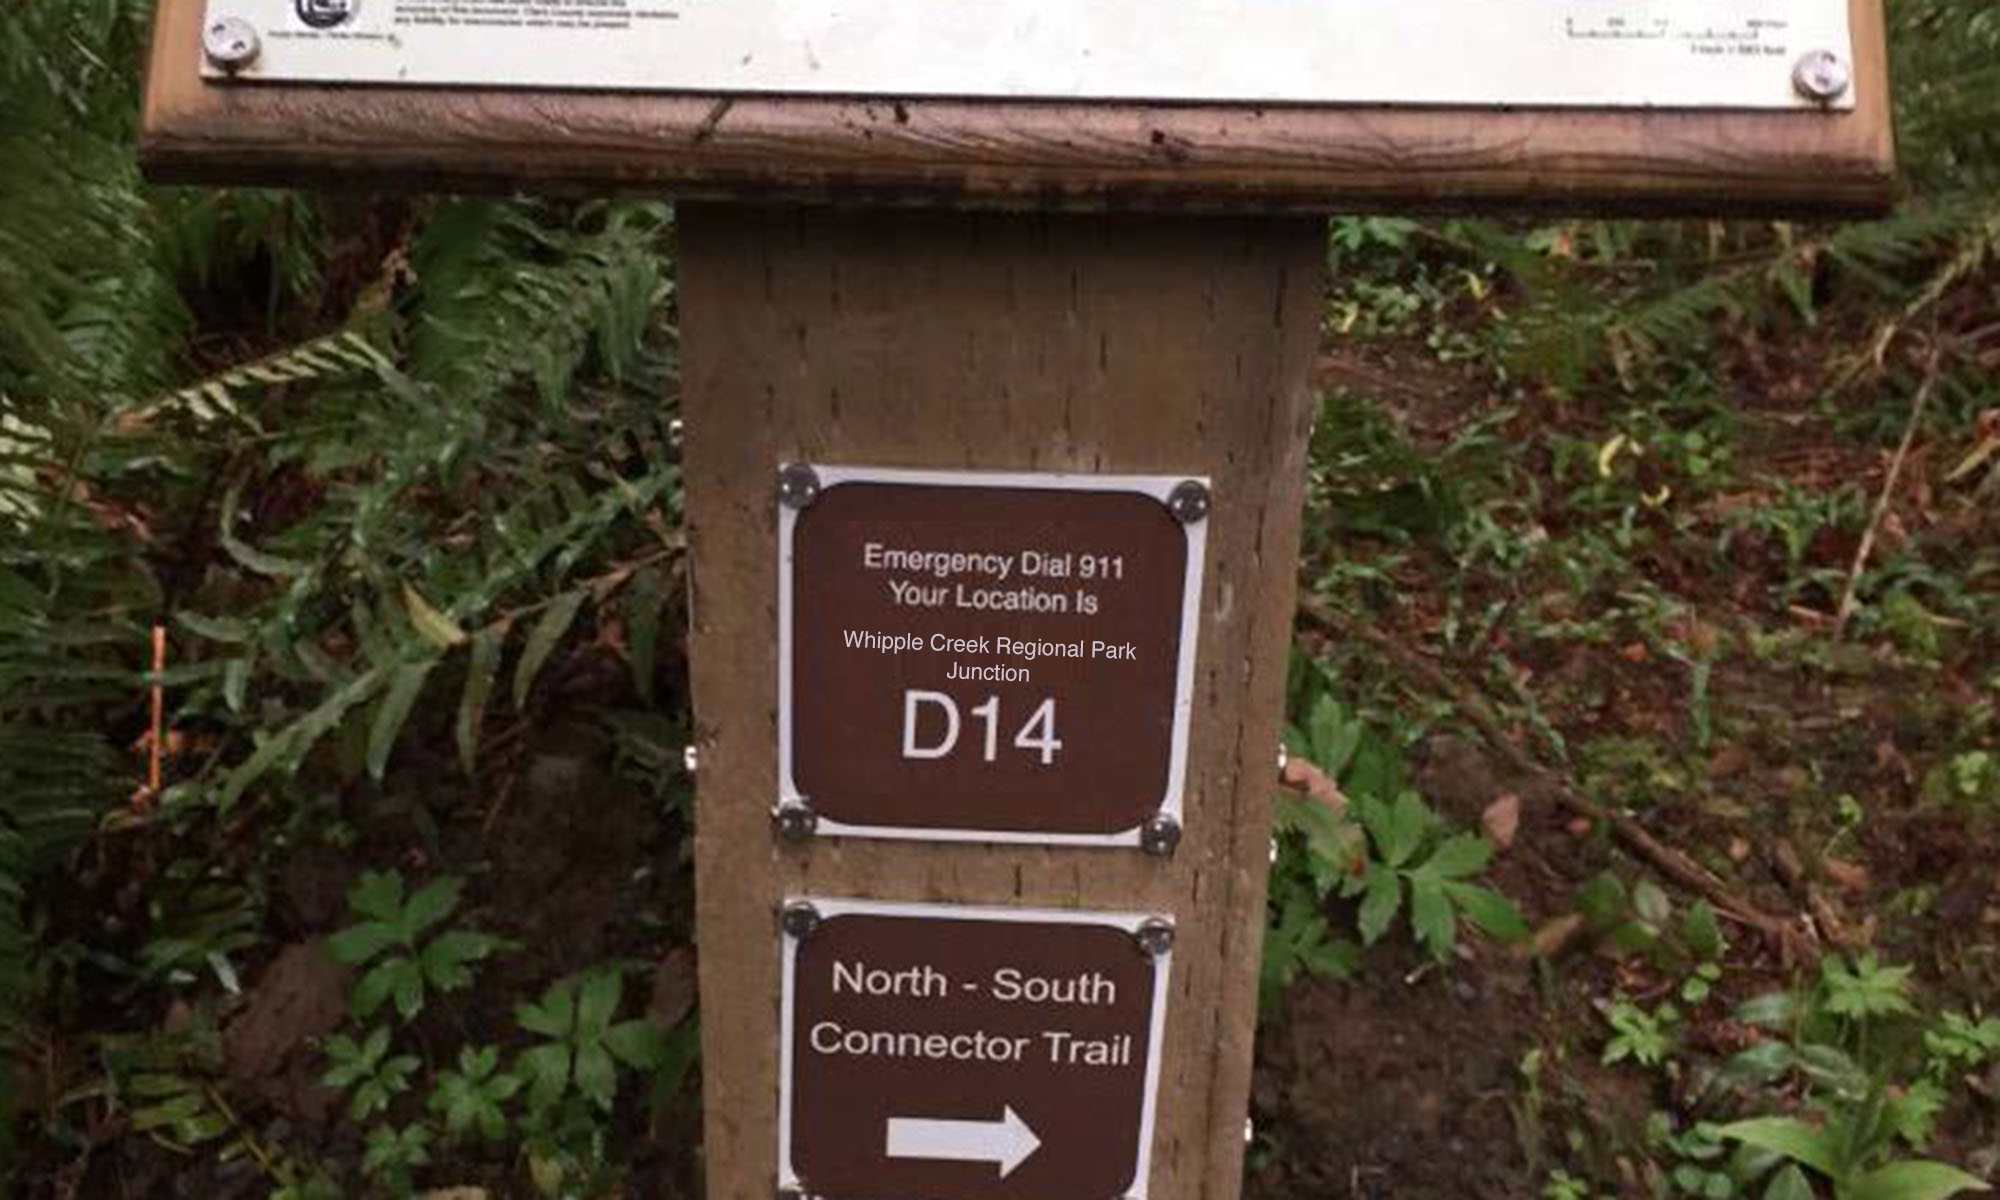 Emergency Dial 911
Your Location Is
Whipple Creek Regional Park
Junction
D14
North - South
Connector Trail